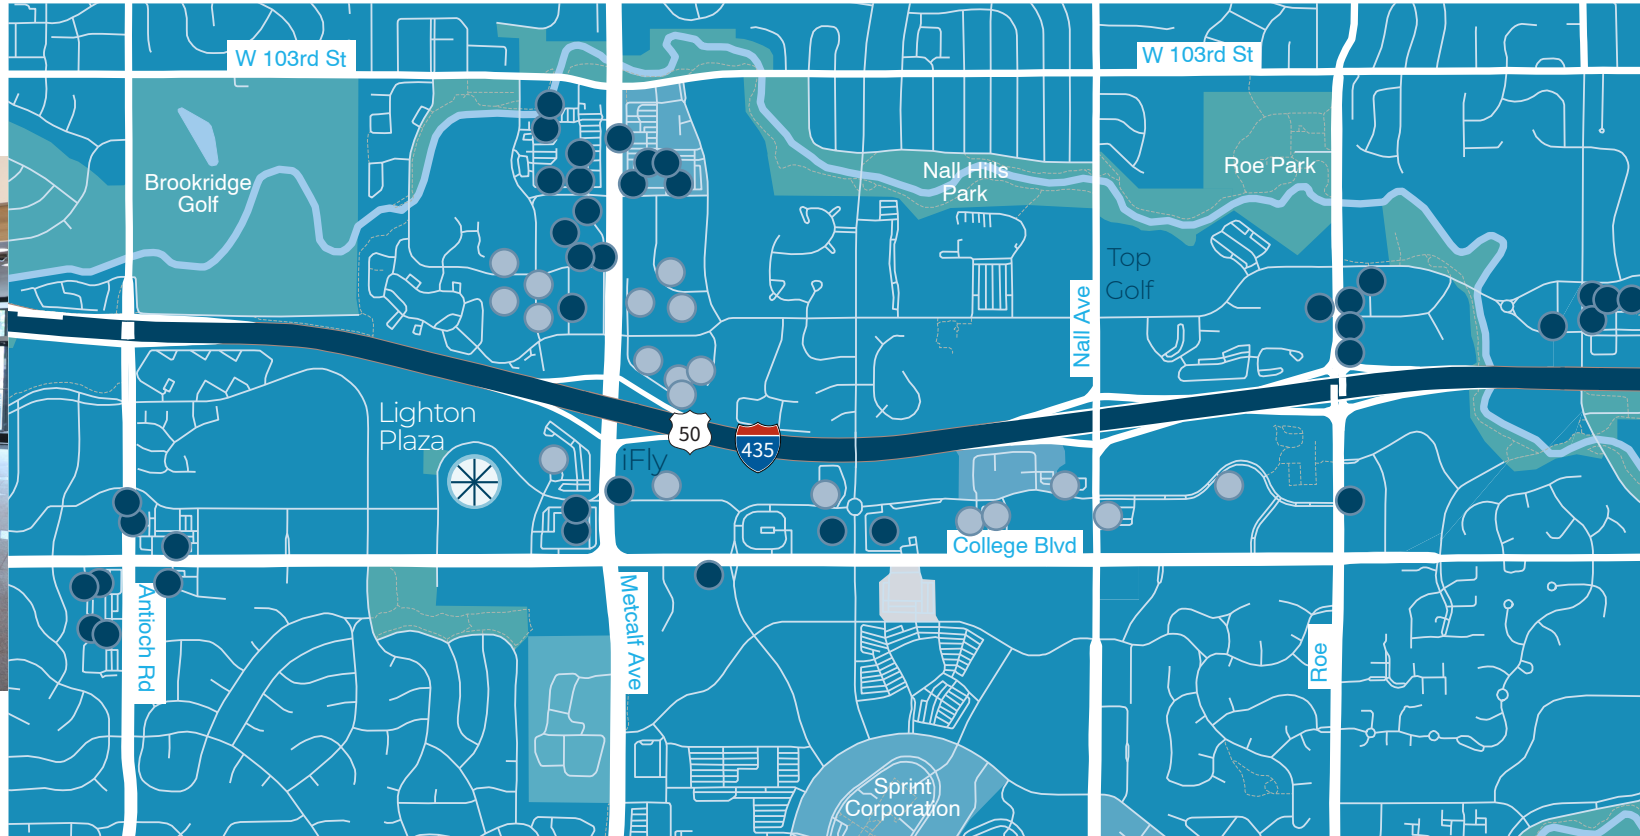 W 103rd St
W 103rd St
Brookridge
Golf
Nall Hills
Park
Roe Park
Top
Golf
Nall Ave
Lighton
Plaza
iFly
50
435
College Blvd
Antioch Rd
Metcalf Ave
Roe
Sprint
Corporation